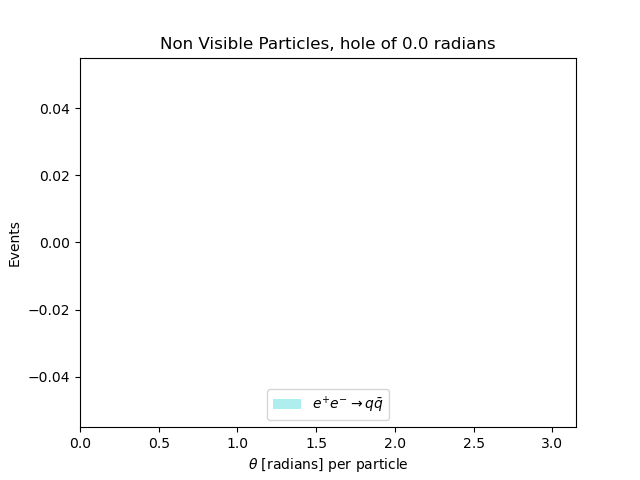 Non Visible Particles, hole of 0.0 radians
Events
0.04
0.02
0.00
−0.02
−0.04
e⁺e⁻ → qq̄
0.0 0.5 1.0 1.5 2.0 2.5 3.0
θ [radians] per particle